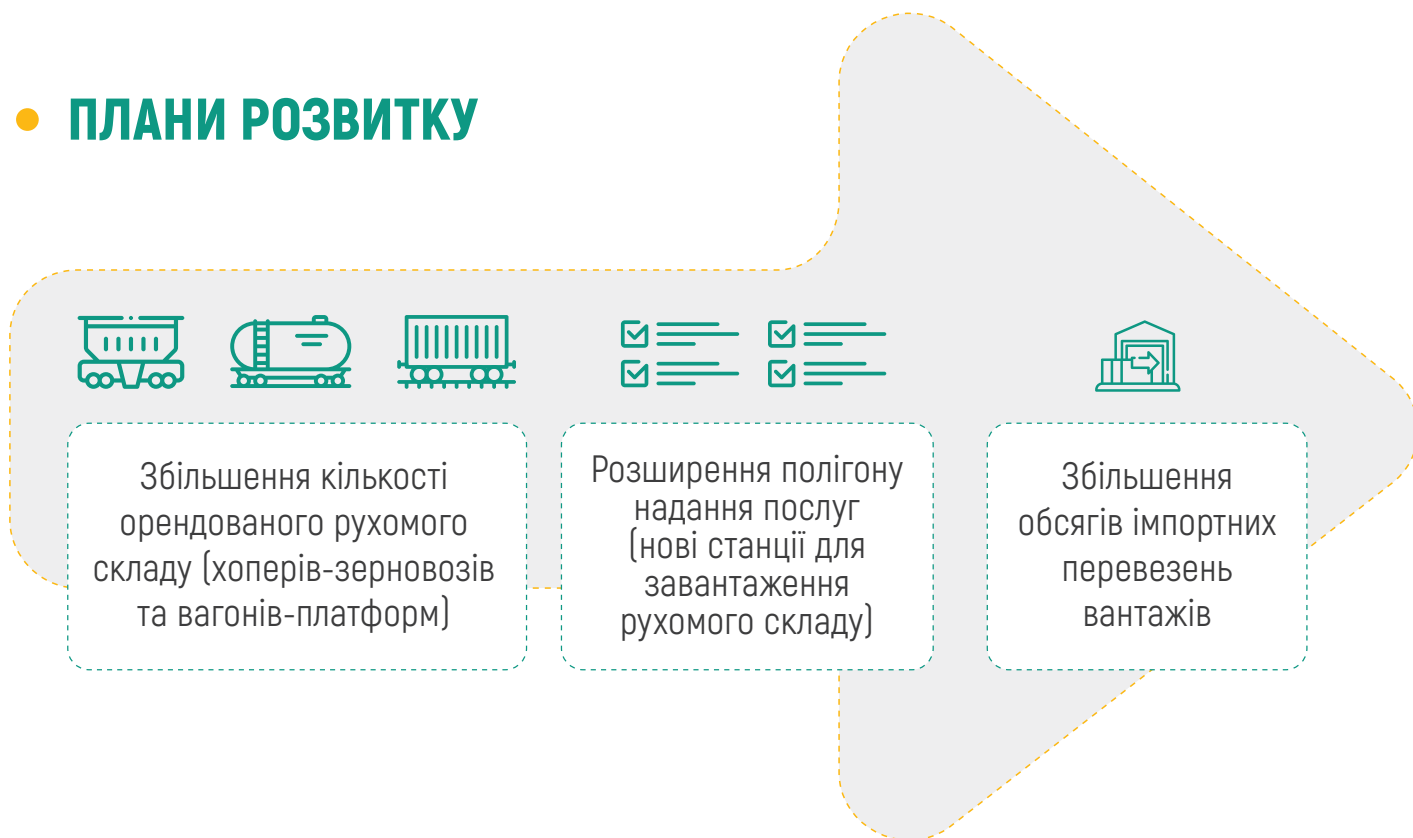 ПЛАНИ РОЗВИТКУ
Збільшення кількості
орендованого рухомого
складу (хоперів-зерновозів
та вагонів-платформ)
Розширення полігону
надання послуг
(нові станції для
завантаження
рухомого складу)
Збільшення
обсягів імпортних
перевезень
вантажів